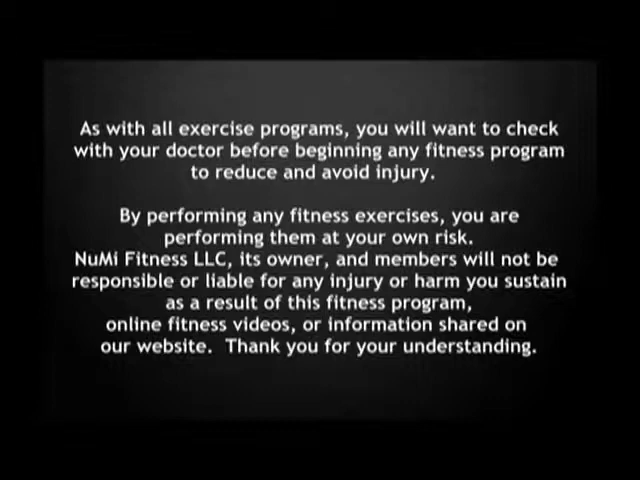 As with all exercise programs, you will want to check
with your doctor before beginning any fitness program
to reduce and avoid injury.
By performing any fitness exercises, you are
performing them at your own risk.
NuMi Fitness LLC, its owner, and members will not be
responsible or liable for any injury or harm you sustain
as a result of this fitness program,
online fitness videos, or information shared on
our website.  Thank you for your understanding.